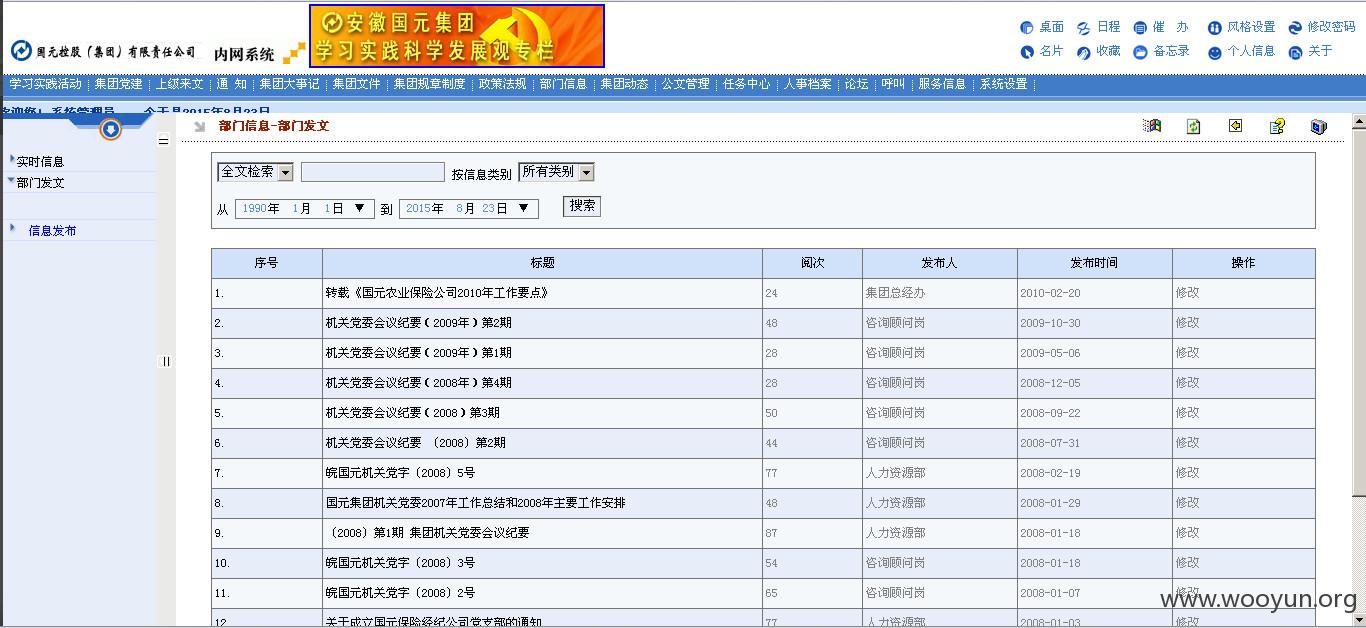 安徽国元集团
学习实践科学发展观专栏
国元控股（集团）有限责任公司 内网系统
桌面 日程 催 办 风格设置 修改密码
名片 收藏 备忘录 个人信息 关于
学习实践活动 集团党建 上级来文 通 知 集团大事记 集团文件 集团规章制度 政策法规 部门信息 集团动态 公文管理 任务中心 人事档案 论坛 呼叫 服务信息 系统设置
欢迎您！系统管理员 今天是2015年8月23日
部门信息-部门发文
实时信息
部门发文
信息发布
全文检索 按信息类别 所有类别
从 1990年 1月 1日 ▼ 到 2015年 8月 23日 ▼ 搜索
序号 标题 阅次 发布人 发布时间 操作
1. 转载《国元农业保险公司2010年工作要点》 24 集团总经办 2010-02-20 修改
2. 机关党委会议纪要（2009年）第2期 48 咨询顾问岗 2009-10-30 修改
3. 机关党委会议纪要（2009年）第1期 28 咨询顾问岗 2009-05-06 修改
4. 机关党委会议纪要（2008年）第4期 28 咨询顾问岗 2008-12-05 修改
5. 机关党委会议纪要（2008）第3期 50 咨询顾问岗 2008-09-22 修改
6. 机关党委会议纪要 〔2008〕第2期 44 咨询顾问岗 2008-07-31 修改
7. 皖国元机关党字〔2008〕5号 77 人力资源部 2008-02-19 修改
8. 国元集团机关党委2007年工作总结和2008年主要工作安排 48 人力资源部 2008-01-29 修改
9. 〔2008〕第1期 集团机关党委会议纪要 87 人力资源部 2008-01-18 修改
10. 皖国元机关党字〔2008〕3号 54 咨询顾问岗 2008-01-18 修改
11. 皖国元机关党字〔2008〕2号 65 咨询顾问岗 2008-01-07 修改
12. 关于成立国元保险经纪公司党支部的通知 77 人力资源部 2008-01-03 修改
www.wooyun.org